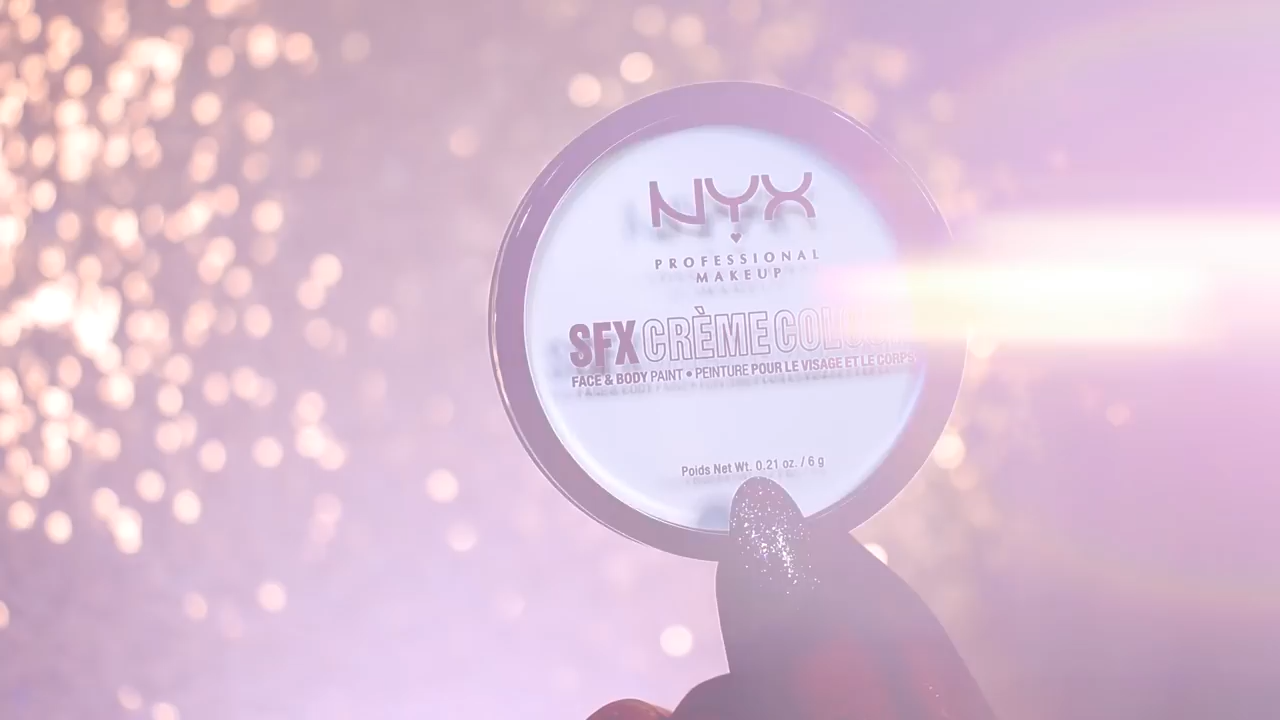 NYX
PROFESSIONAL
MAKEUP
SFX CRÈME COLOUR
FACE & BODY PAINT • PEINTURE POUR LE VISAGE ET LE CORPS
Poids Net Wt. 0.21 oz. / 6 g